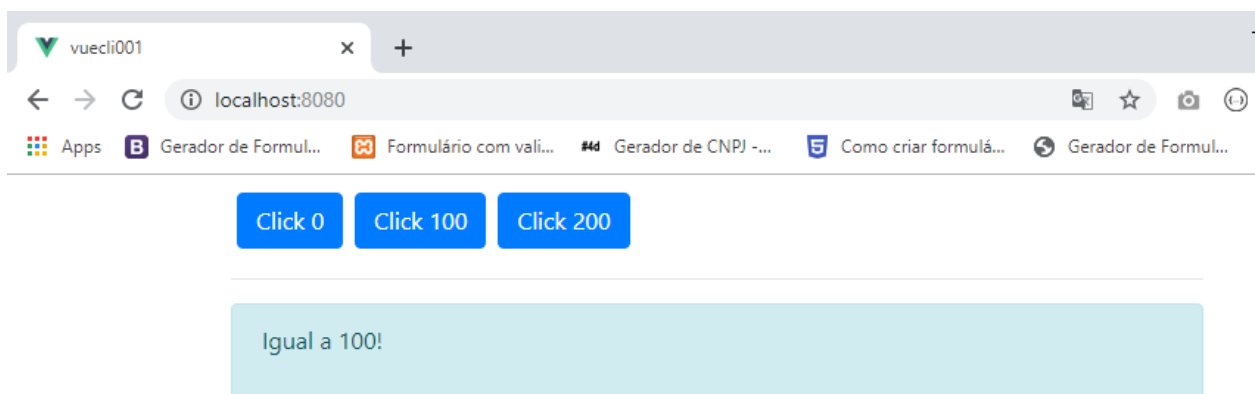 vuecli001
localhost:8080
Apps B Gerador de Formul... Formulário com vali... #4d Gerador de CNPJ -... 5 Como criar formulá... Gerador de Formul...
Click 0 Click 100 Click 200
Igual a 100!